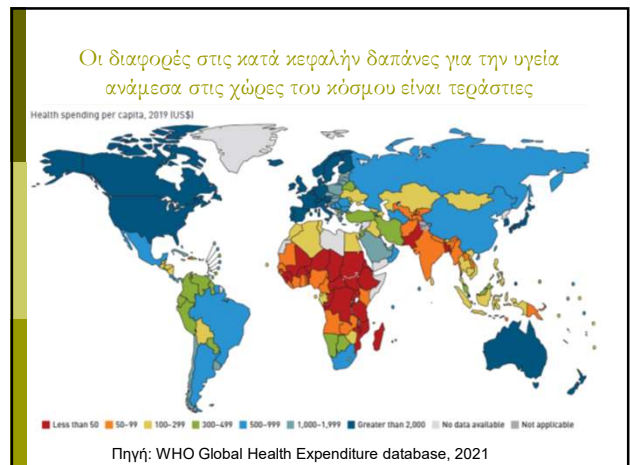 Οι διαφορές στις κατά κεφαλήν δαπάνες για την υγεία
ανάμεσα στις χώρες του κόσμου είναι τεράστιες
Health spending per capita, 2019 (US$)
Less than 50 50–99 100–299 300–499 500–999 1,000–1,999 Greater than 2,000 No data available Not applicable
Πηγή: WHO Global Health Expenditure database, 2021